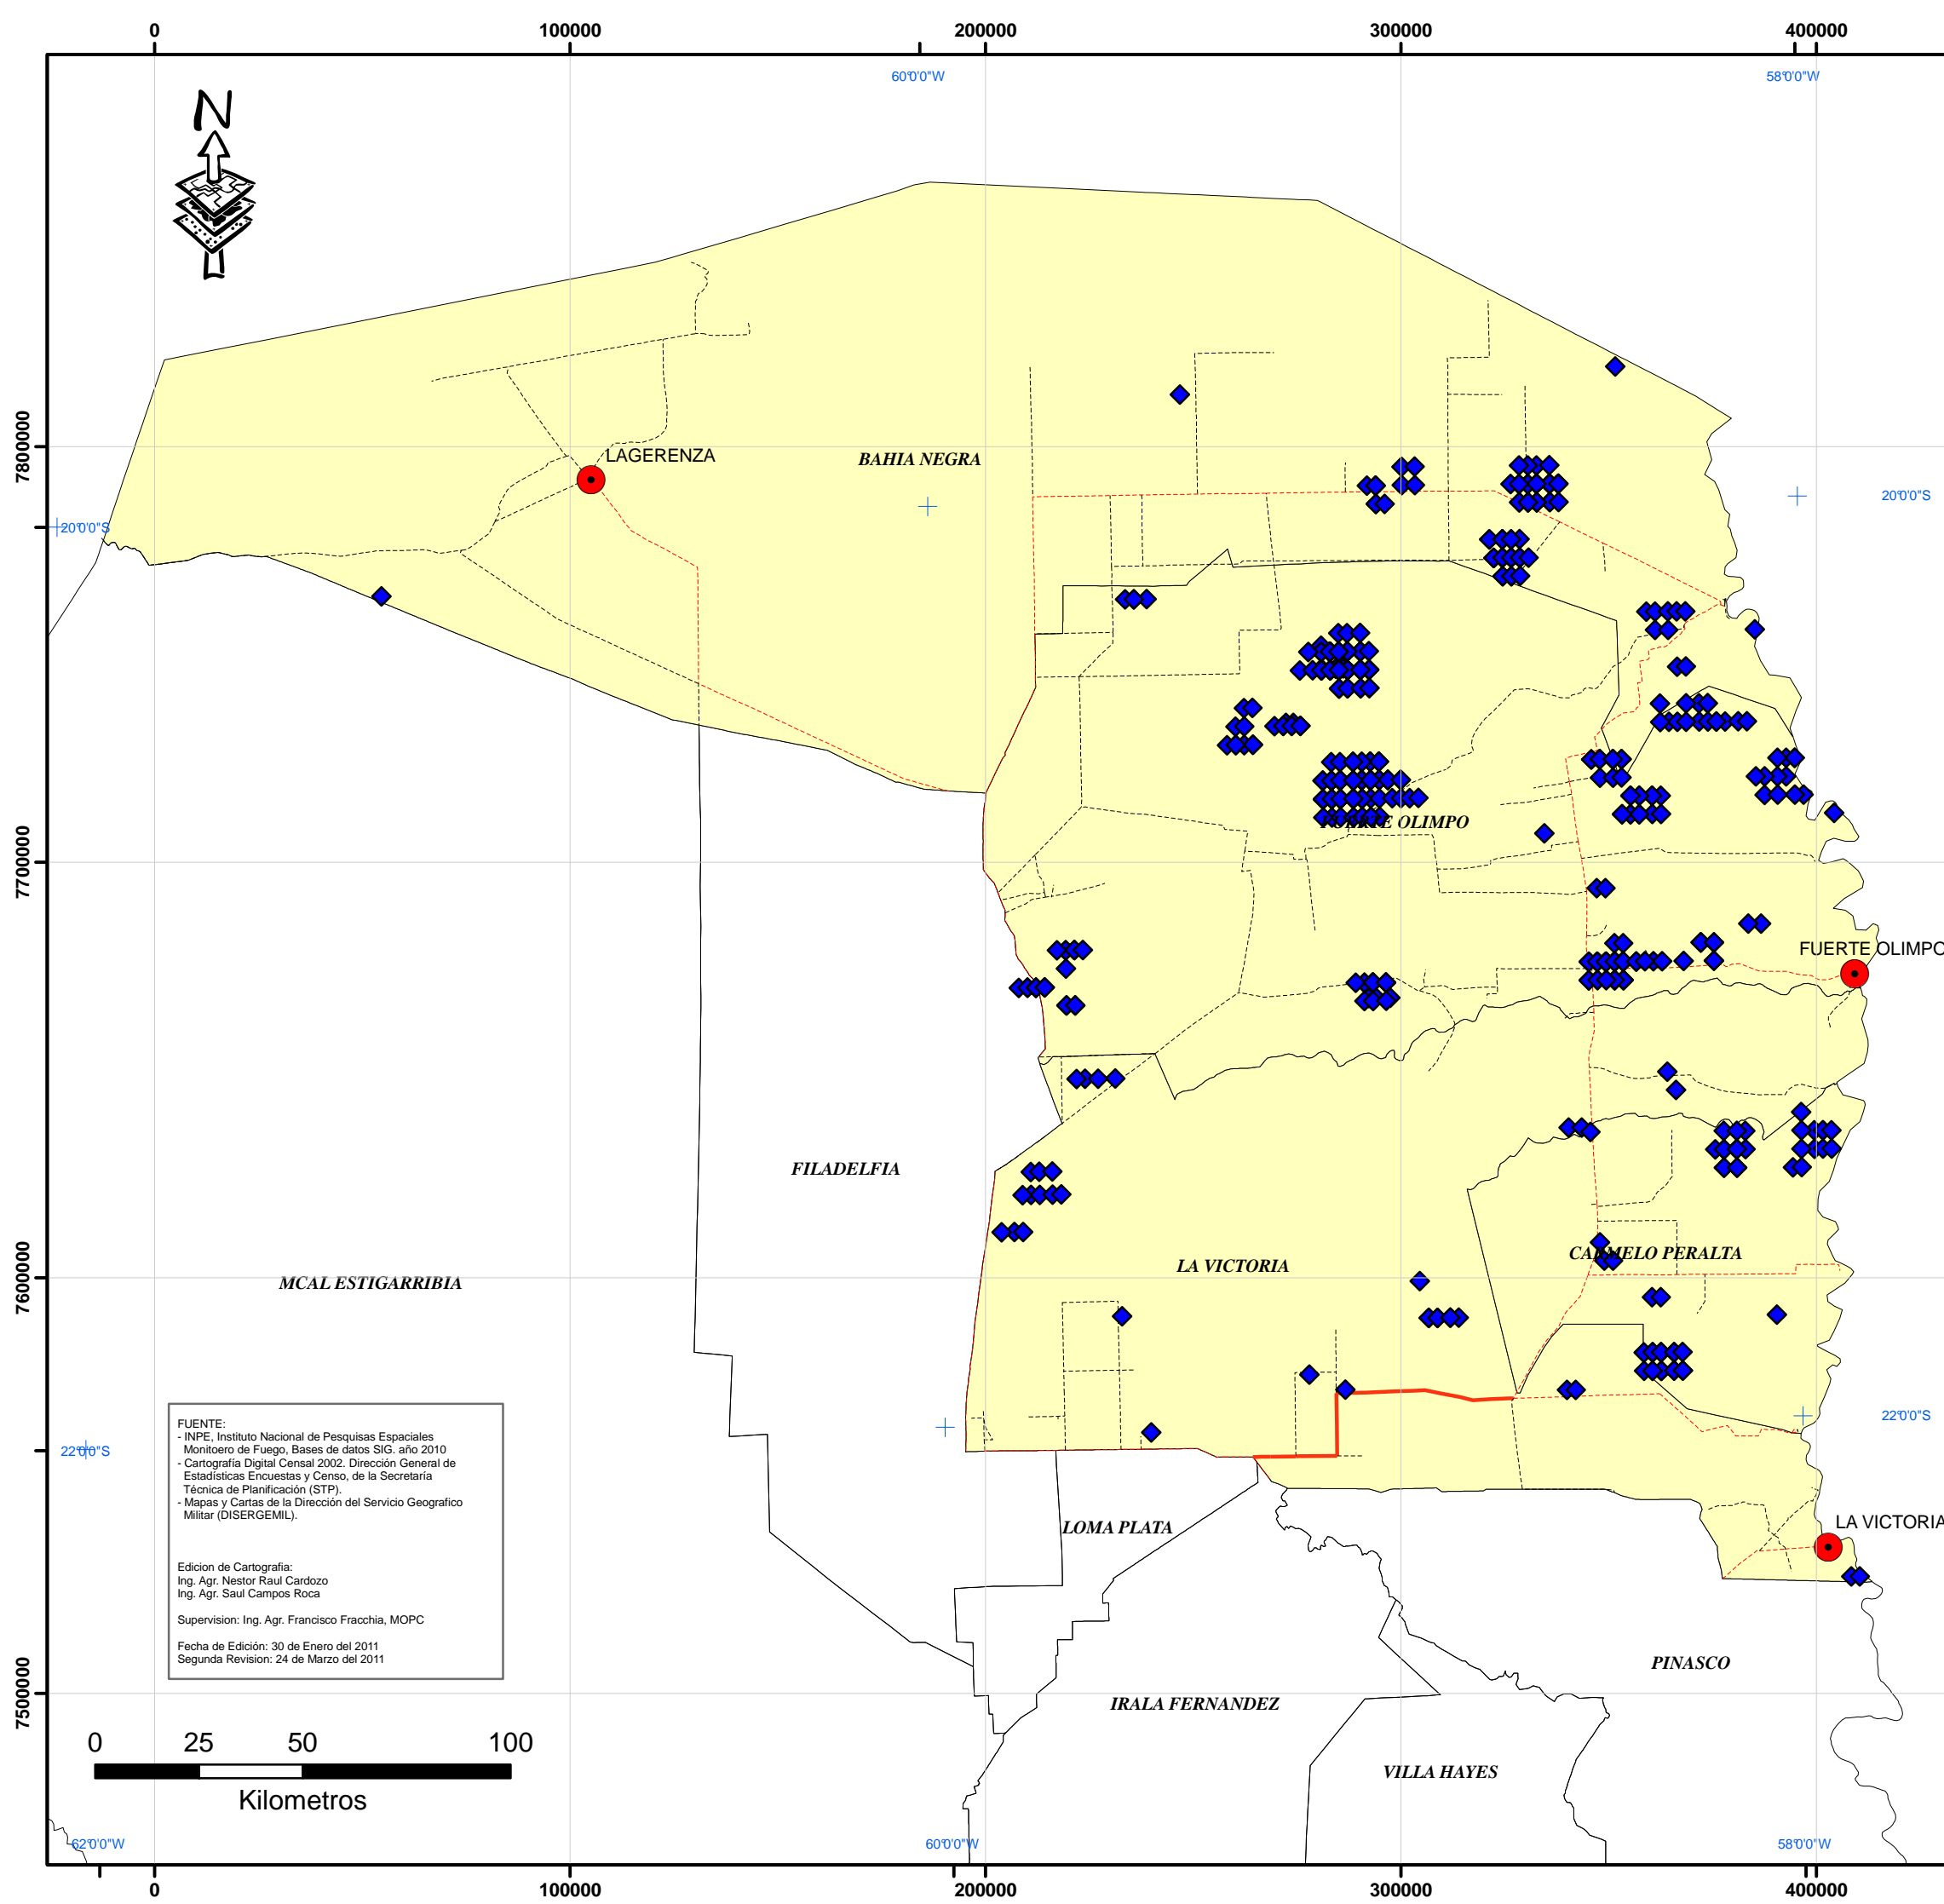 0 100000 200000 300000 400000
60°0'0"W 58°0'0"W
N
7800000
LAGERENZA
BAHIA NEGRA
20°0'0"S 20°0'0"S
7700000
FUERTE OLIMPO
FUERTE OLIMPO
FILADELFIA
CARMELO PERALTA
LA VICTORIA
MCAL ESTIGARRIBIA
7600000
22°0'0"S 22°0'0"S
FUENTE:
- INPE, Instituto Nacional de Pesquisas Espaciales
Monitoero de Fuego, Bases de datos SIG. año 2010
- Cartografía Digital Censal 2002. Dirección General de
Estadísticas Encuestas y Censo, de la Secretaría
Técnica de Planificación (STP).
- Mapas y Cartas de la Dirección del Servicio Geografico
Militar (DISERGEMIL).
Edicion de Cartografia:
Ing. Agr. Nestor Raul Cardozo
Ing. Agr. Saul Campos Roca
Supervision: Ing. Agr. Francisco Fracchia, MOPC
Fecha de Edición: 30 de Enero del 2011
Segunda Revision: 24 de Marzo del 2011
LOMA PLATA
LA VICTORIA
PINASCO
7500000
IRALA FERNANDEZ
VILLA HAYES
0 25 50 100
Kilometros
62°0'0"W 60°0'0"W 58°0'0"W
0 100000 200000 300000 400000